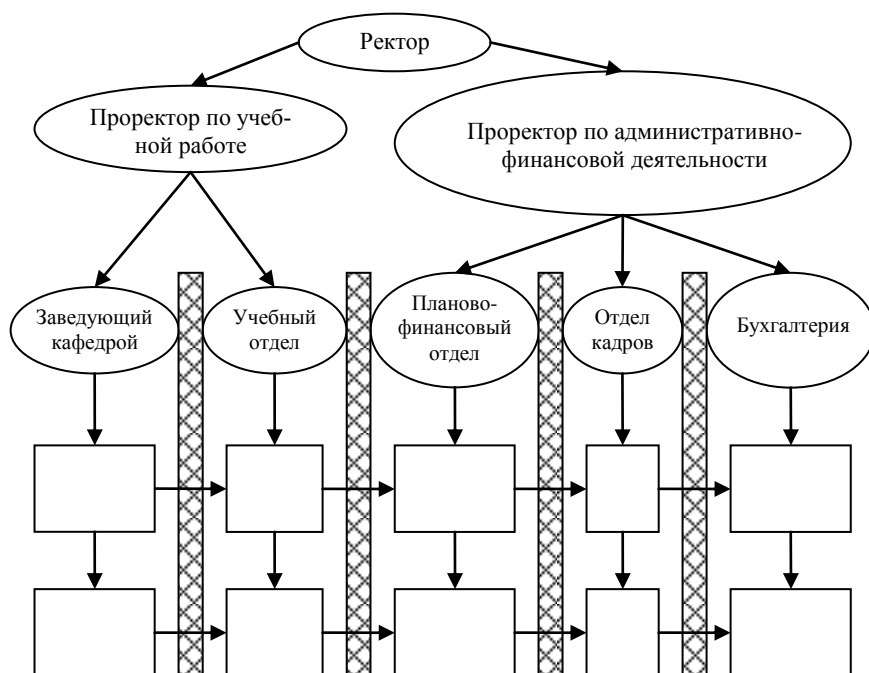 Ректор
Проректор по учеб-
ной работе
Проректор по административно-
финансовой деятельности
Заведующий
кафедрой
Учебный
отдел
Планово-
финансовый
отдел
Отдел
кадров
Бухгалтерия